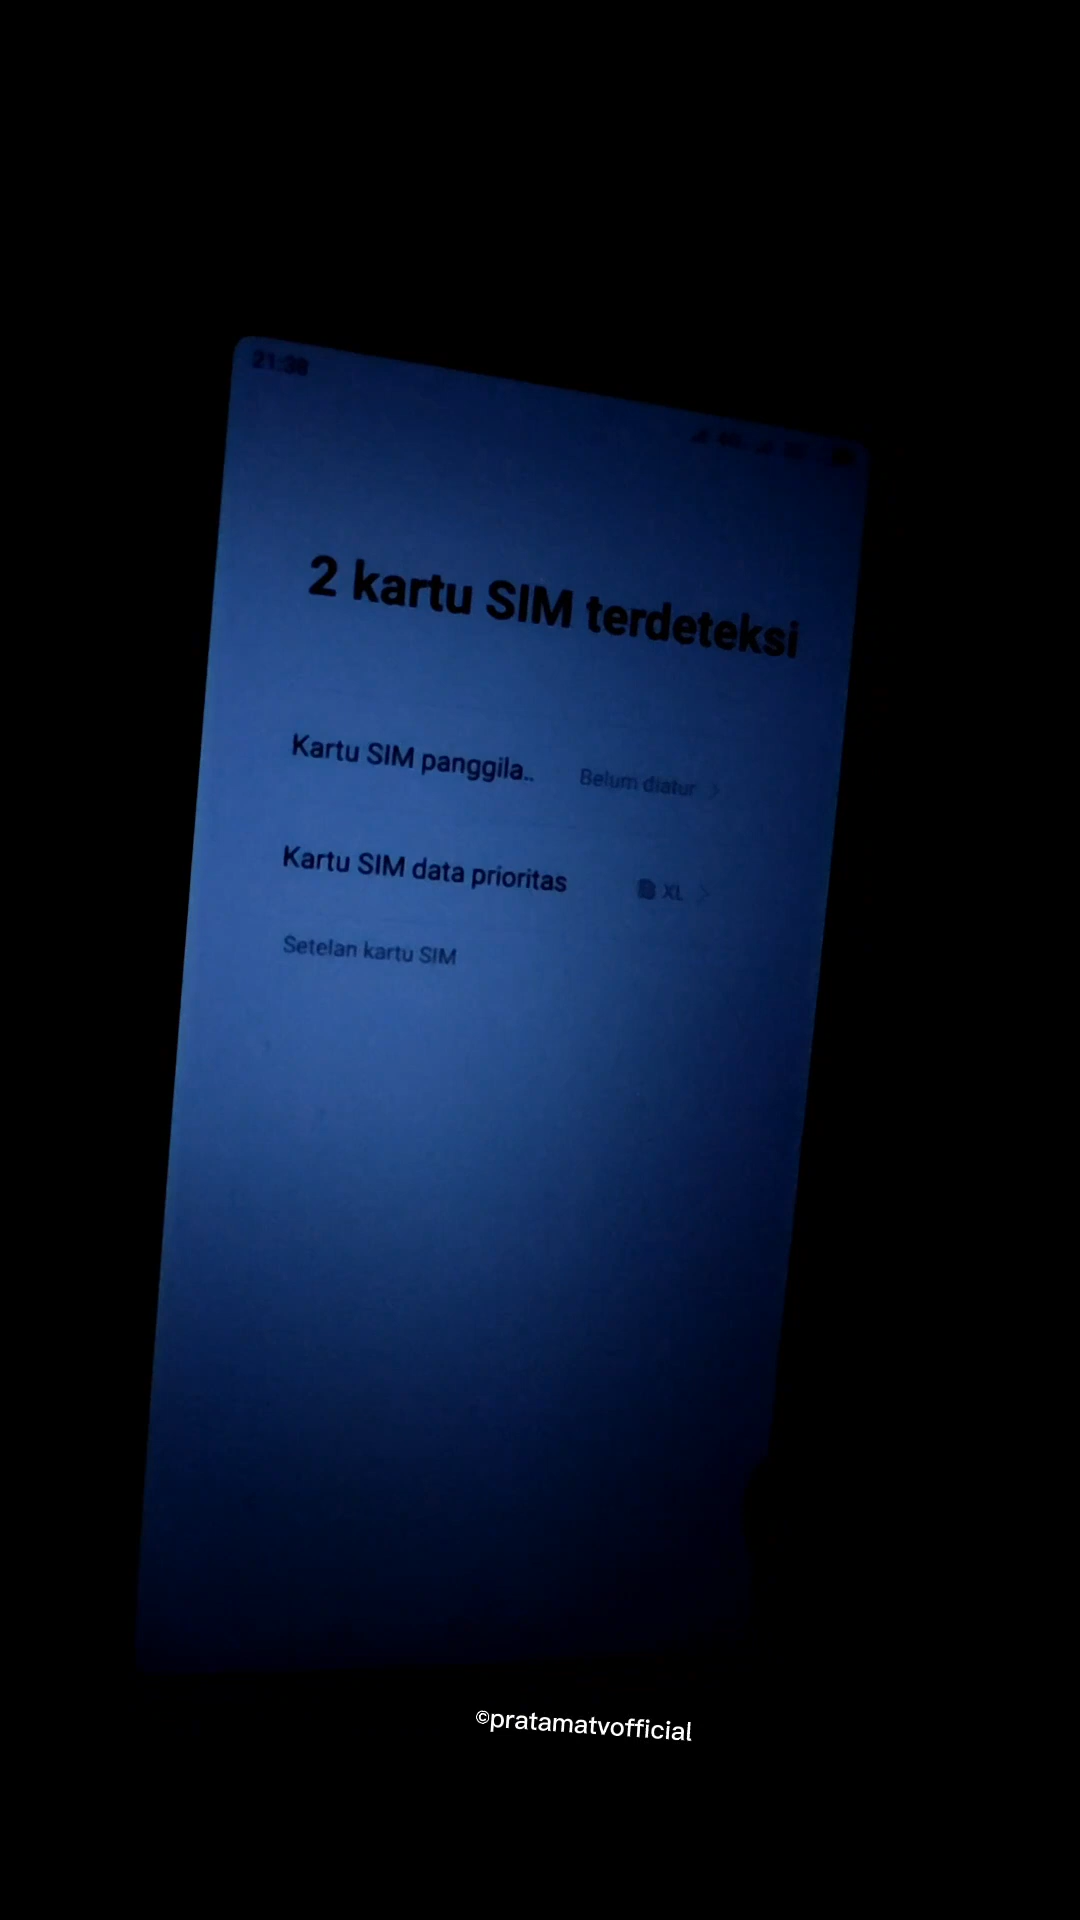 21:38
2 kartu SIM terdeteksi
Kartu SIM panggila..
Belum diatur
Kartu SIM data prioritas
XL
Setelan kartu SIM
©pratamatvofficial